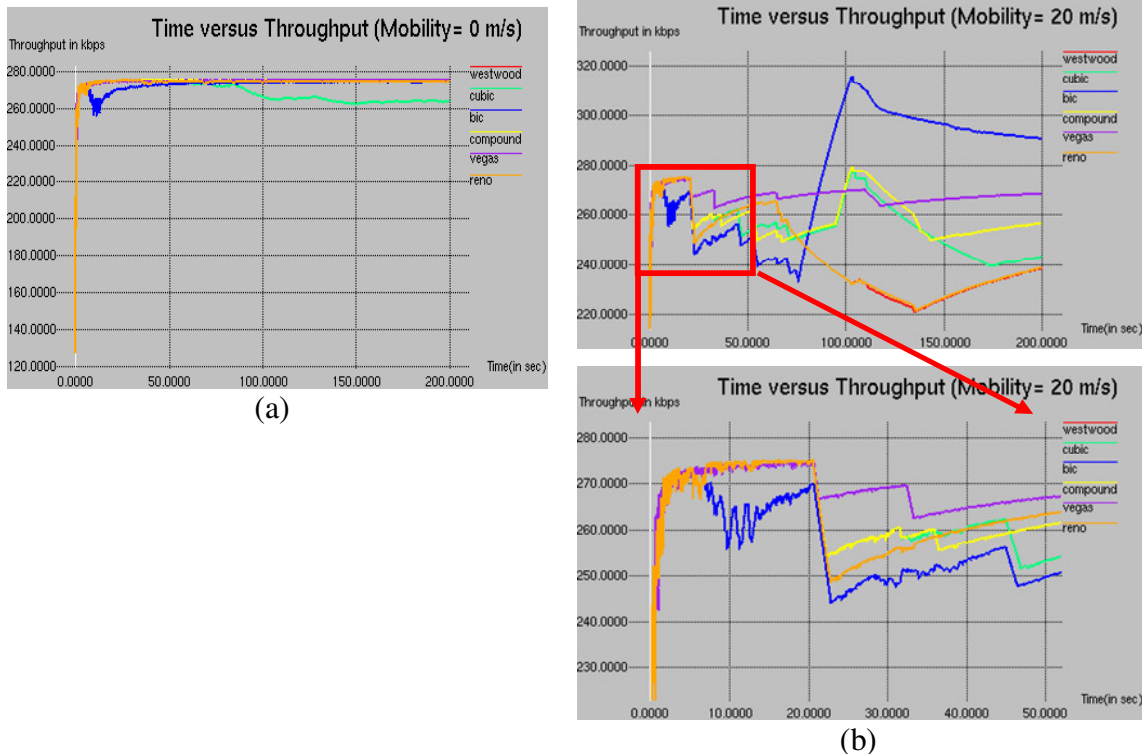 Time versus Throughput (Mobility= 0 m/s)
Throughput in kbps
280.0000
260.0000
240.0000
220.0000
200.0000
180.0000
160.0000
140.0000
120.0000
0.0000 50.0000 100.0000 150.0000 200.0000
Time(in sec)
westwood
cubic
bic
compound
vegas
reno
(a)
Time versus Throughput (Mobility= 20 m/s)
Throughput in kbps
320.0000
300.0000
280.0000
260.0000
240.0000
220.0000
0.0000 50.0000 100.0000 150.0000 200.0000
Time(in sec)
westwood
cubic
bic
compound
vegas
reno
Time versus Throughput (Mobility= 20 m/s)
Throughput in kbps
280.0000
270.0000
260.0000
250.0000
240.0000
230.0000
0.0000 10.0000 20.0000 30.0000 40.0000 50.0000
Time(in sec)
westwood
cubic
bic
compound
vegas
reno
(b)